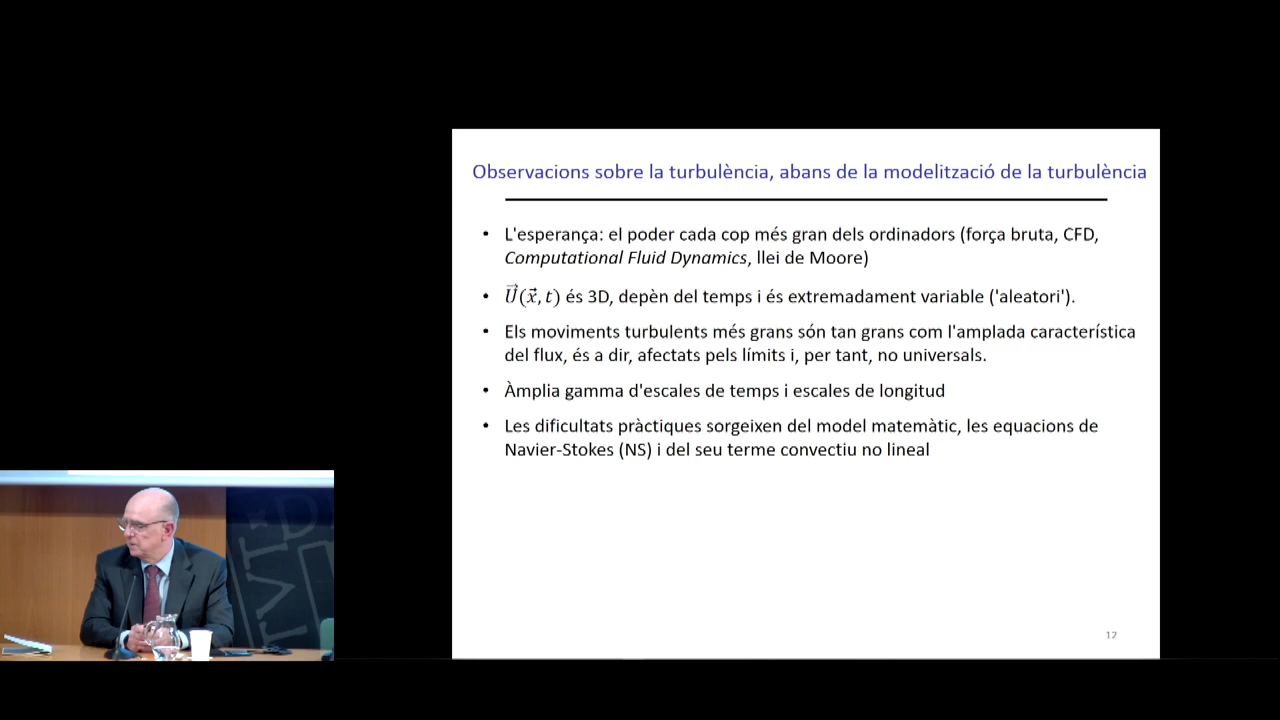 Observacions sobre la turbulència, abans de la modelització de la turbulència
• L'esperança: el poder cada cop més gran dels ordinadors (força bruta, CFD,
Computational Fluid Dynamics, llei de Moore)
• U⃗(x⃗, t) és 3D, depèn del temps i és extremadament variable ('aleatori').
• Els moviments turbulents més grans són tan grans com l'amplada característica
del flux, és a dir, afectats pels límits i, per tant, no universals.
• Àmplia gamma d'escales de temps i escales de longitud
• Les dificultats pràctiques sorgeixen del model matemàtic, les equacions de
Navier-Stokes (NS) i del seu terme convectiu no lineal
12